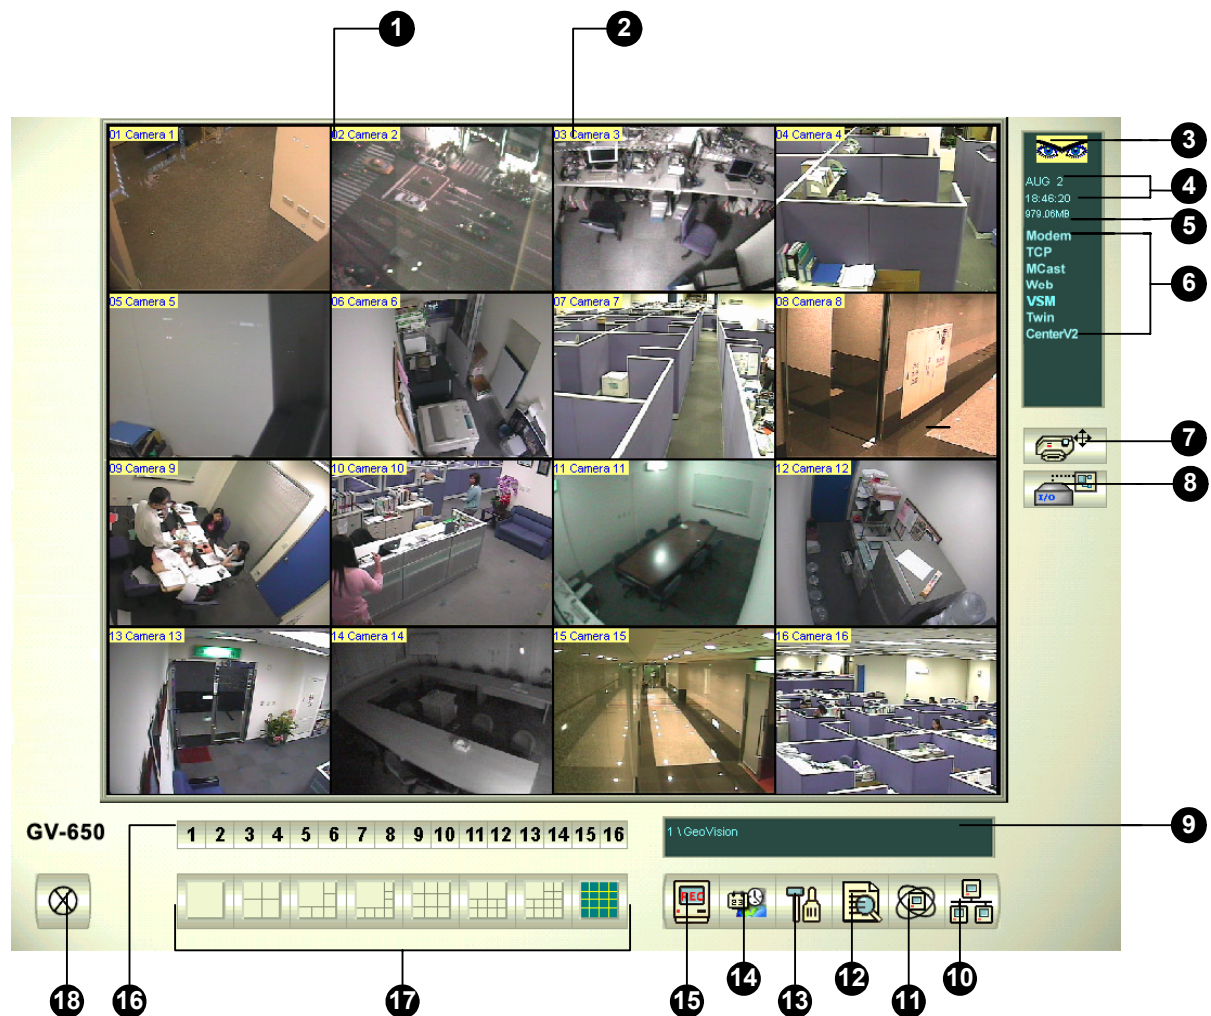 1
2
01 Camera 1
02 Camera 2
03 Camera 3
04 Camera 4
3
AUG 2
4
18:46:20
979.06MB
5
Modem
TCP
MCast
Web
VSM
Twin
CenterV2
6
05 Camera 5
06 Camera 6
07 Camera 7
08 Camera 8
7
I/O
8
09 Camera 9
10 Camera 10
11 Camera 11
12 Camera 12
13 Camera 13
14 Camera 14
15 Camera 15
16 Camera 16
GV-650
1 2 3 4 5 6 7 8 9 10 11 12 13 14 15 16
1 \ GeoVision
9
REC
18
16
17
15
14
13
12
11
10